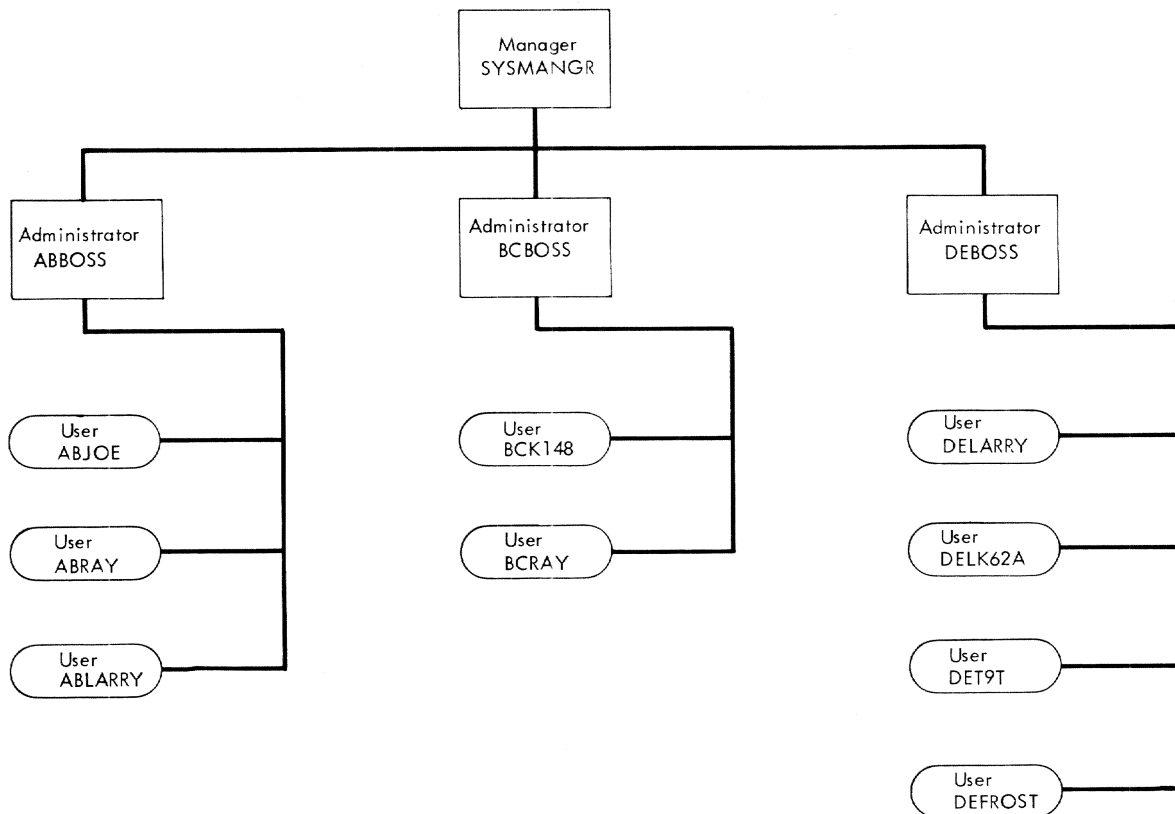 Manager
SYSMANGR
Administrator
ABBOSS
Administrator
BCBOSS
Administrator
DEBOSS
User
ABJOE
User
ABRAY
User
ABLARRY
User
BCK148
User
BCRAY
User
DELARRY
User
DELK62A
User
DET9T
User
DEFROST